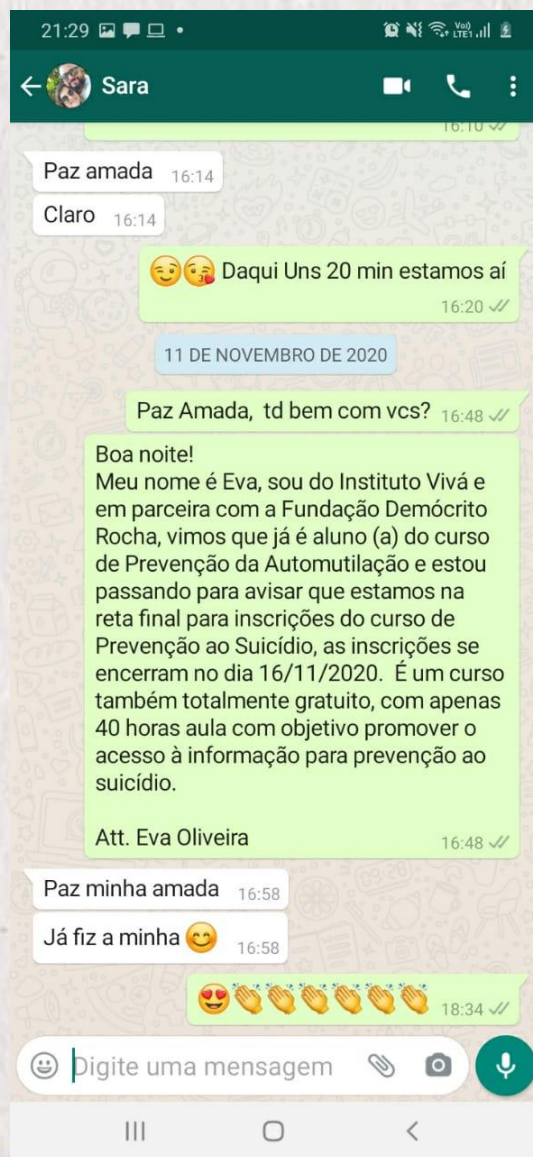 21:29
Vo))
LTE1
Sara
16:10
Paz amada 16:14
Claro 16:14
Daqui Uns 20 min estamos aí
16:20
11 DE NOVEMBRO DE 2020
Paz Amada, td bem com vcs? 16:48
Boa noite!
Meu nome é Eva, sou do Instituto Vivá e
em parceira com a Fundação Demócrito
Rocha, vimos que já é aluno (a) do curso
de Prevenção da Automutilação e estou
passando para avisar que estamos na
reta final para inscrições do curso de
Prevenção ao Suicídio, as inscrições se
encerram no dia 16/11/2020. É um curso
também totalmente gratuito, com apenas
40 horas aula com objetivo promover o
acesso à informação para prevenção ao
suicídio.
Att. Eva Oliveira 16:48
Paz minha amada 16:58
Já fiz a minha 😊 16:58
😍👏👏👏👏👏👏 18:34
Digite uma mensagem